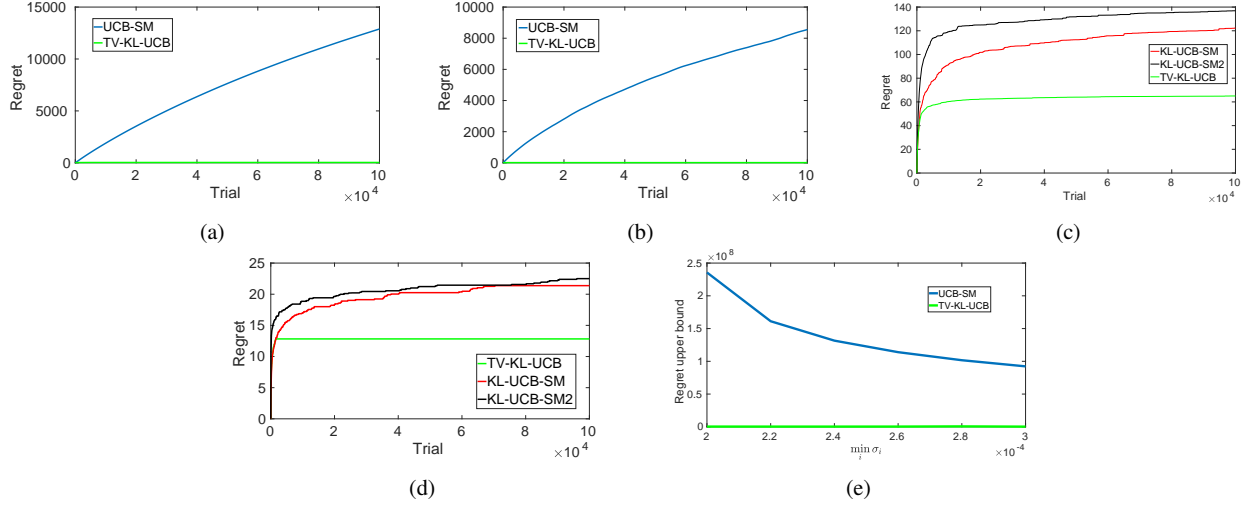 15000
10000
5000
0
Regret
UCB-SM
TV-KL-UCB
0 2 4 6 8 10
Trial
×10^4
(a)
10000
8000
6000
4000
2000
0
Regret
UCB-SM
TV-KL-UCB
0 2 4 6 8 10
Trial
×10^4
(b)
140
120
100
80
60
40
20
0
Regret
KL-UCB-SM
KL-UCB-SM2
TV-KL-UCB
0 2 4 6 8 10
Trial
×10^4
(c)
25
20
15
10
5
0
Regret
TV-KL-UCB
KL-UCB-SM
KL-UCB-SM2
0 2 4 6 8 10
Trial
×10^4
(d)
×10^8
2.5
2
1.5
1
0.5
0
Regret upper bound
UCB-SM
TV-KL-UCB
2 2.2 2.4 2.6 2.8 3
min_i σ_i
×10^-4
(e)